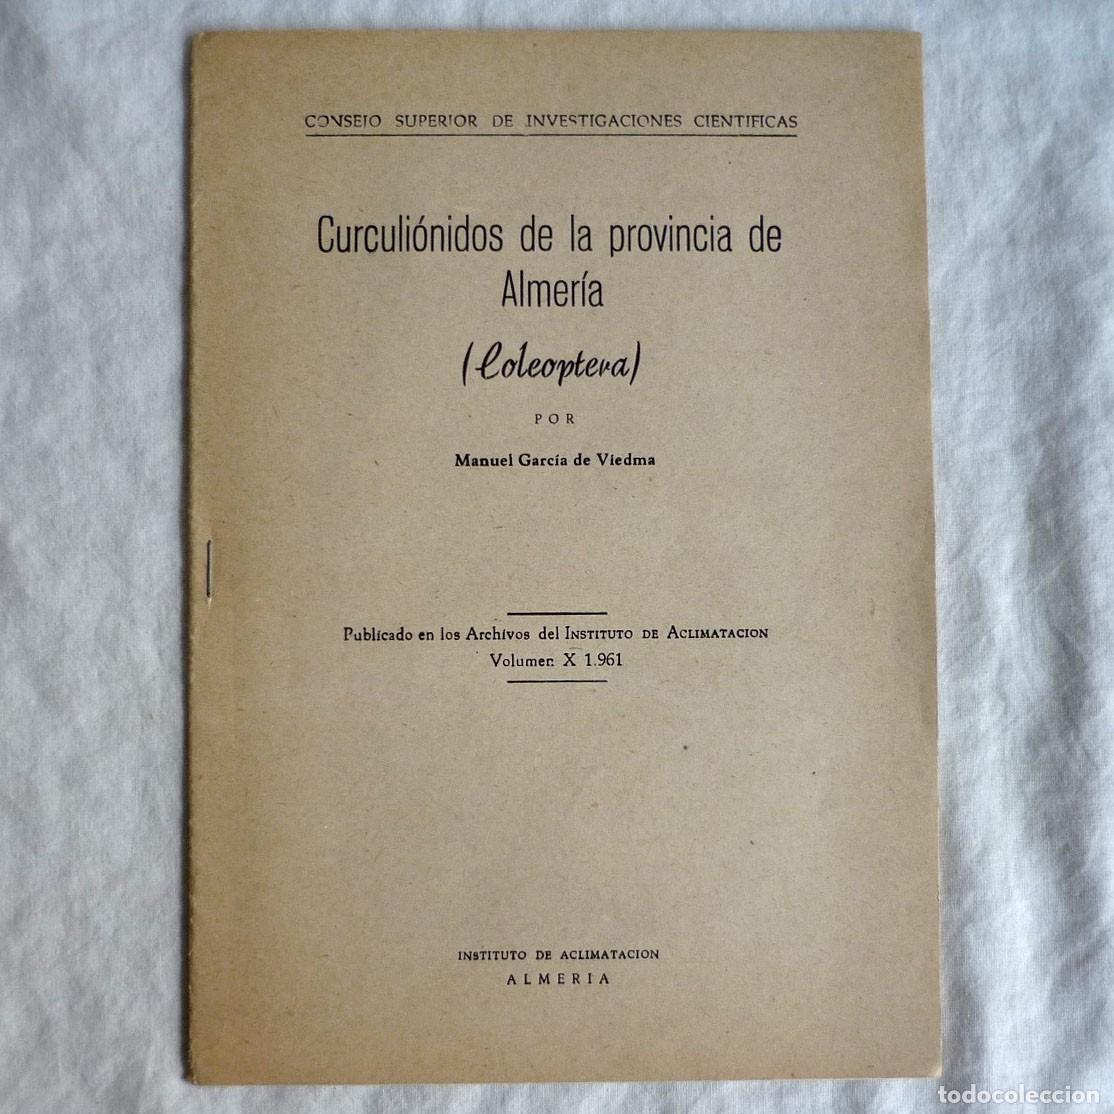 CONSEJO SUPERIOR DE INVESTIGACIONES CIENTIFICAS
Curculiónidos de la provincia de
Almería
(Coleoptera)
POR
Manuel García de Viedma
Publicado en los Archivos del INSTITUTO DE ACLIMATACION
Volumen X 1.961
INSTITUTO DE ACLIMATACION
ALMERIA
todocoleccion